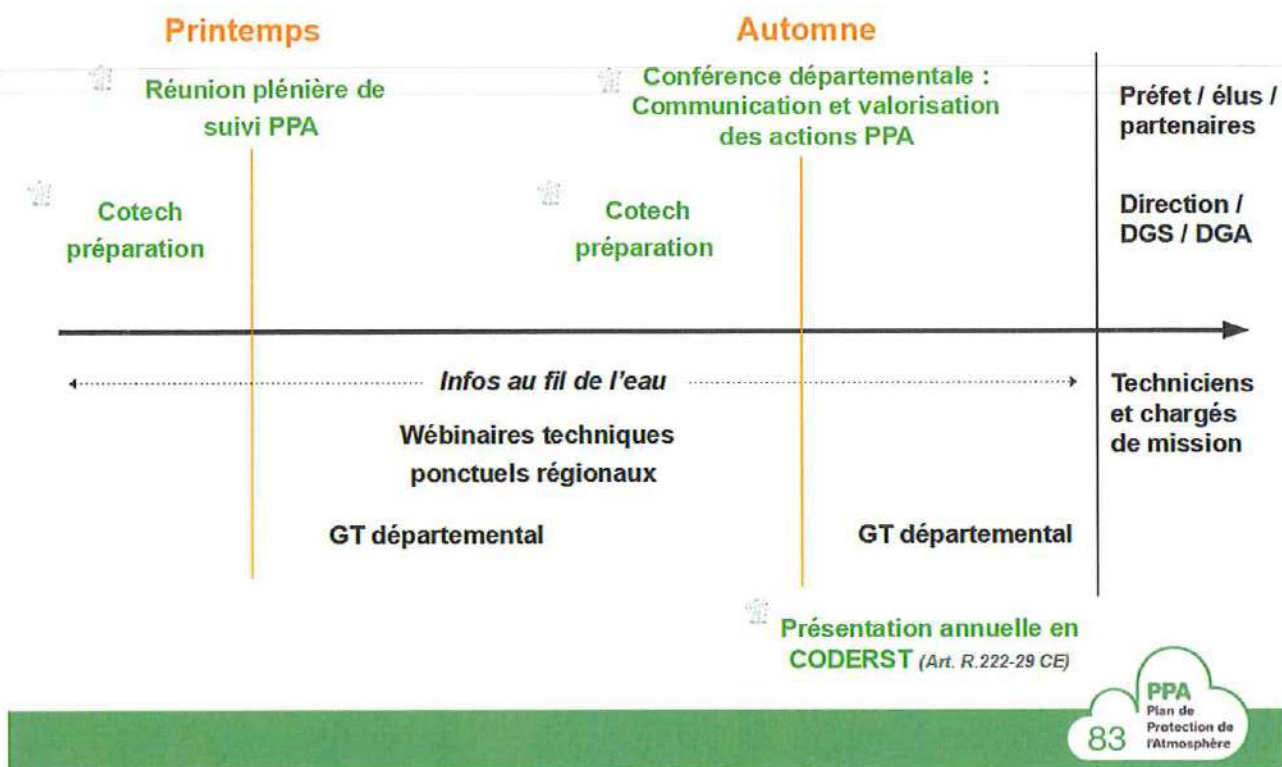 Printemps
Automne
Réunion plénière de
suivi PPA
Conférence départementale :
Communication et valorisation
des actions PPA
Préfet / élus /
partenaires
Cotech
préparation
Cotech
préparation
Direction /
DGS / DGA
Infos au fil de l'eau
Techniciens
et chargés
de mission
Wébinaires techniques
ponctuels régionaux
GT départemental
GT départemental
Présentation annuelle en
CODERST (Art. R.222-29 CE)
PPA
Plan de
Protection de
l'Atmosphère
83